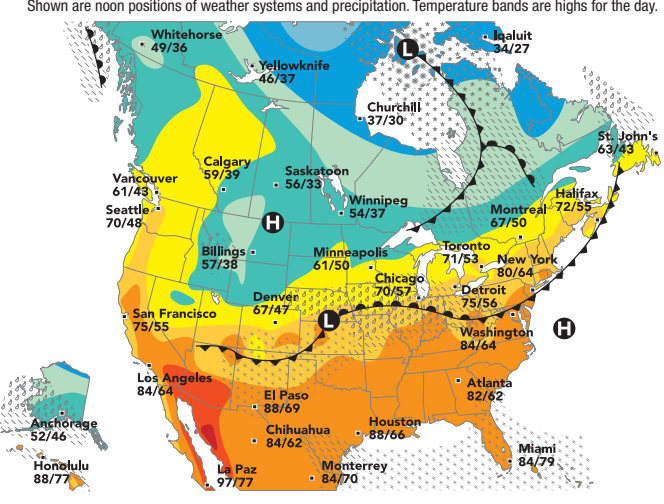 Shown are noon positions of weather systems and precipitation. Temperature bands are highs for the day.
Whitehorse
49/36
L
Iqaluit
34/27
Yellowknife
46/37
Churchill
37/30
St. John's
63/43
Calgary
59/39
Saskatoon
56/33
Vancouver
61/43
Winnipeg
54/37
Halifax
72/55
Seattle
70/48
H
Montreal
67/50
Billings
57/38
Minneapolis
61/50
Toronto
71/53
New York
80/64
Chicago
70/57
Detroit
75/56
Denver
67/47
San Francisco
75/55
L
H
Washington
84/64
Los Angeles
84/64
Atlanta
82/62
El Paso
88/69
Anchorage
52/46
Chihuahua
84/62
Houston
88/66
Miami
84/79
Honolulu
88/77
La Paz
97/77
Monterrey
84/70